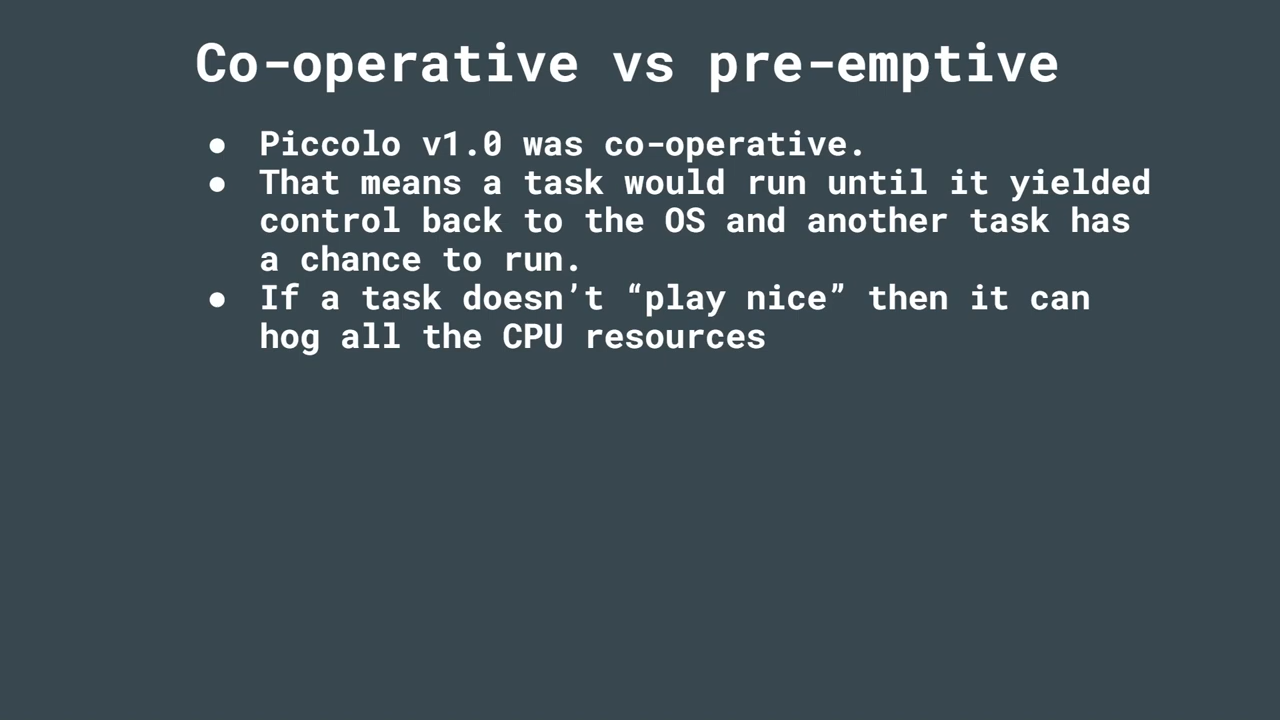 Co-operative vs pre-emptive
● Piccolo v1.0 was co-operative.
● That means a task would run until it yielded
control back to the OS and another task has
a chance to run.
● If a task doesn’t “play nice” then it can
hog all the CPU resources